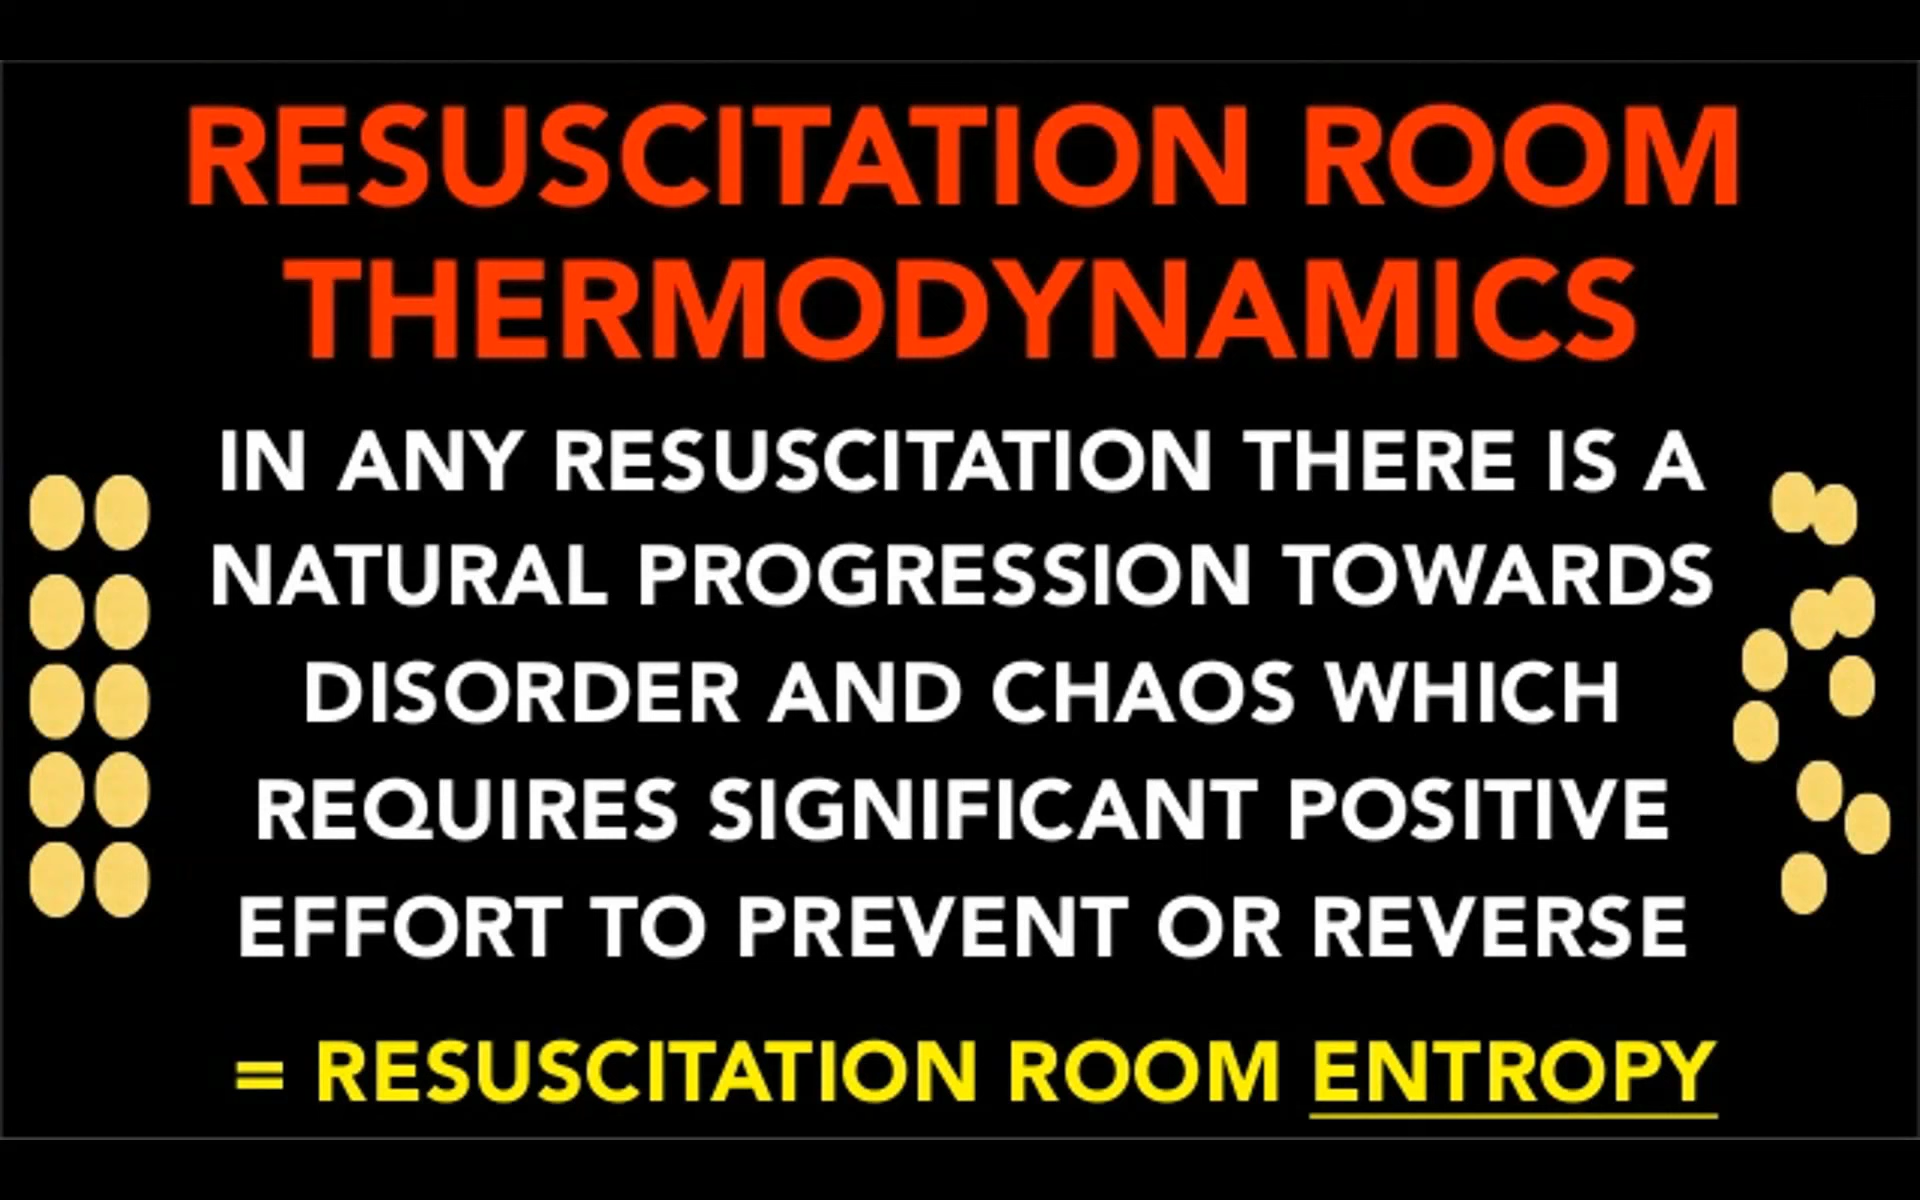 RESUSCITATION ROOM
THERMODYNAMICS
IN ANY RESUSCITATION THERE IS A
NATURAL PROGRESSION TOWARDS
DISORDER AND CHAOS WHICH
REQUIRES SIGNIFICANT POSITIVE
EFFORT TO PREVENT OR REVERSE
= RESUSCITATION ROOM ENTROPY